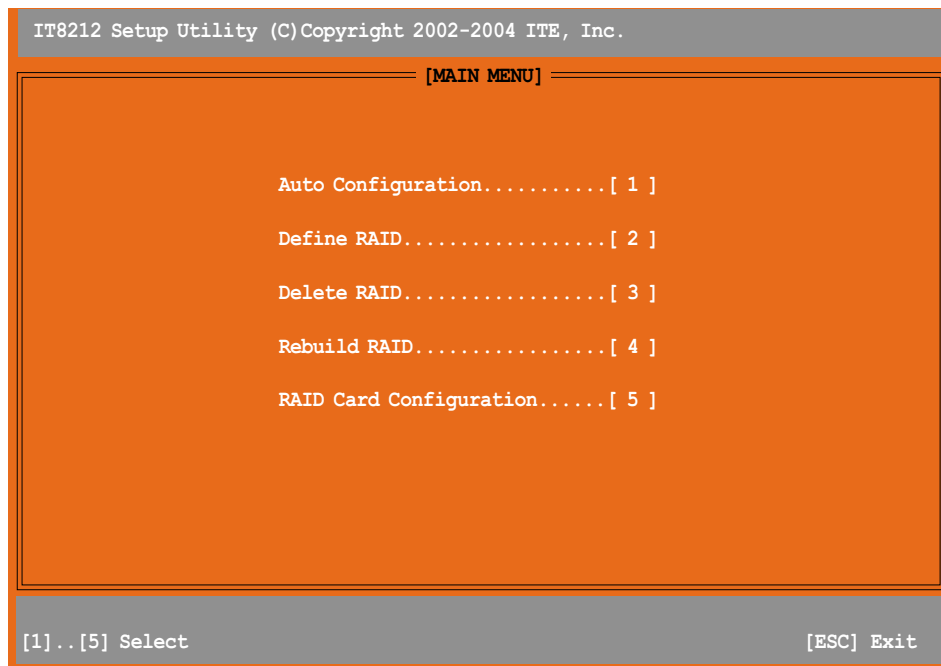 IT8212 Setup Utility (C)Copyright 2002-2004 ITE, Inc.
[MAIN MENU]
Auto Configuration...........[ 1 ]
Define RAID..................[ 2 ]
Delete RAID..................[ 3 ]
Rebuild RAID.................[ 4 ]
RAID Card Configuration......[ 5 ]
[1]..[5] Select [ESC] Exit